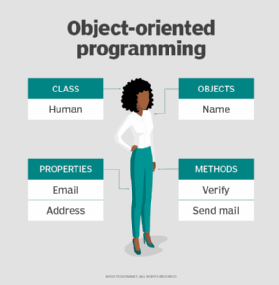 Object-oriented
programming
CLASS
Human
OBJECTS
Name
PROPERTIES
Email
Address
METHODS
Verify
Send mail